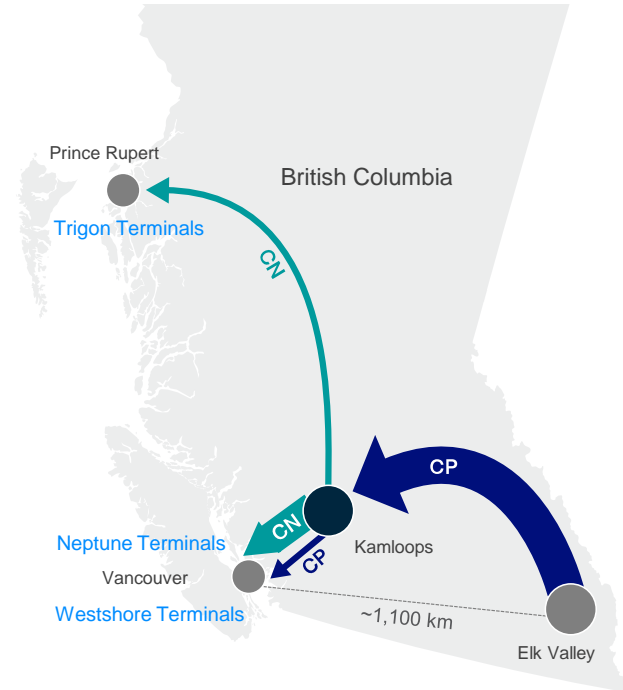 Prince Rupert
British Columbia
Trigon Terminals
CN
CP
CN
Neptune Terminals
Kamloops
CP
Vancouver
Westshore Terminals
~1,100 km
Elk Valley